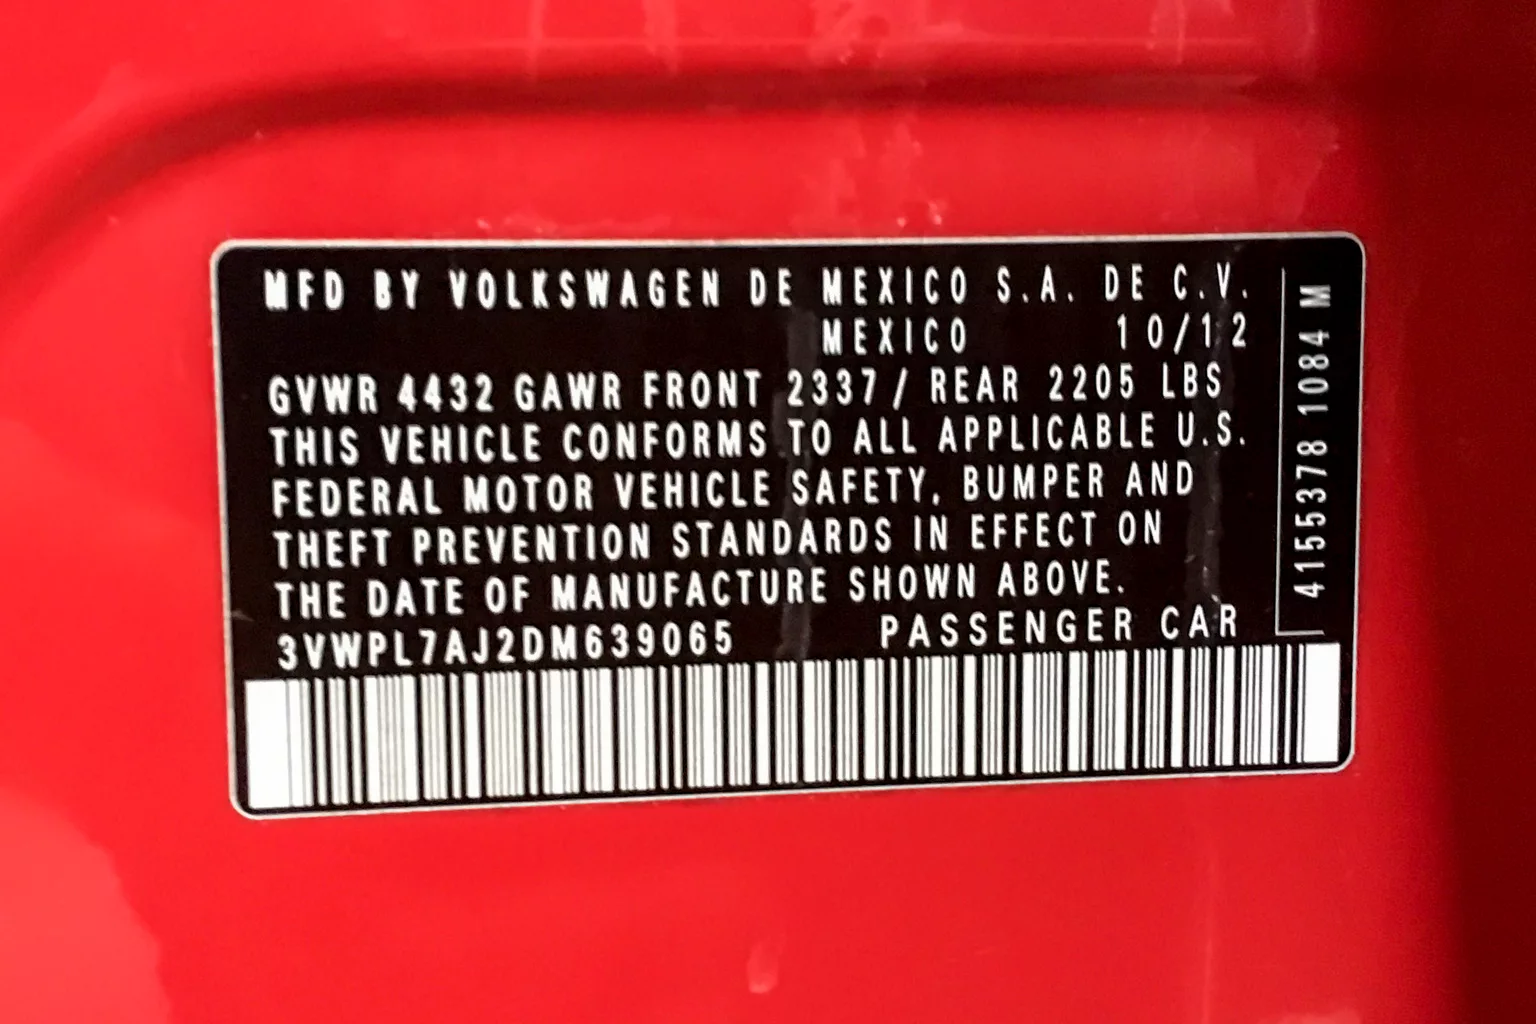 MFD BY VOLKSWAGEN DE MEXICO S.A. DE C.V.
MEXICO 10/12
GVWR 4432 GAWR FRONT 2337/ REAR 2205 LBS
THIS VEHICLE CONFORMS TO ALL APPLICABLE U.S.
FEDERAL MOTOR VEHICLE SAFETY, BUMPER AND
THEFT PREVENTION STANDARDS IN EFFECT ON
THE DATE OF MANUFACTURE SHOWN ABOVE.
3VWPL7AJ2DM639065 PASSENGER CAR
4155378 1084 M